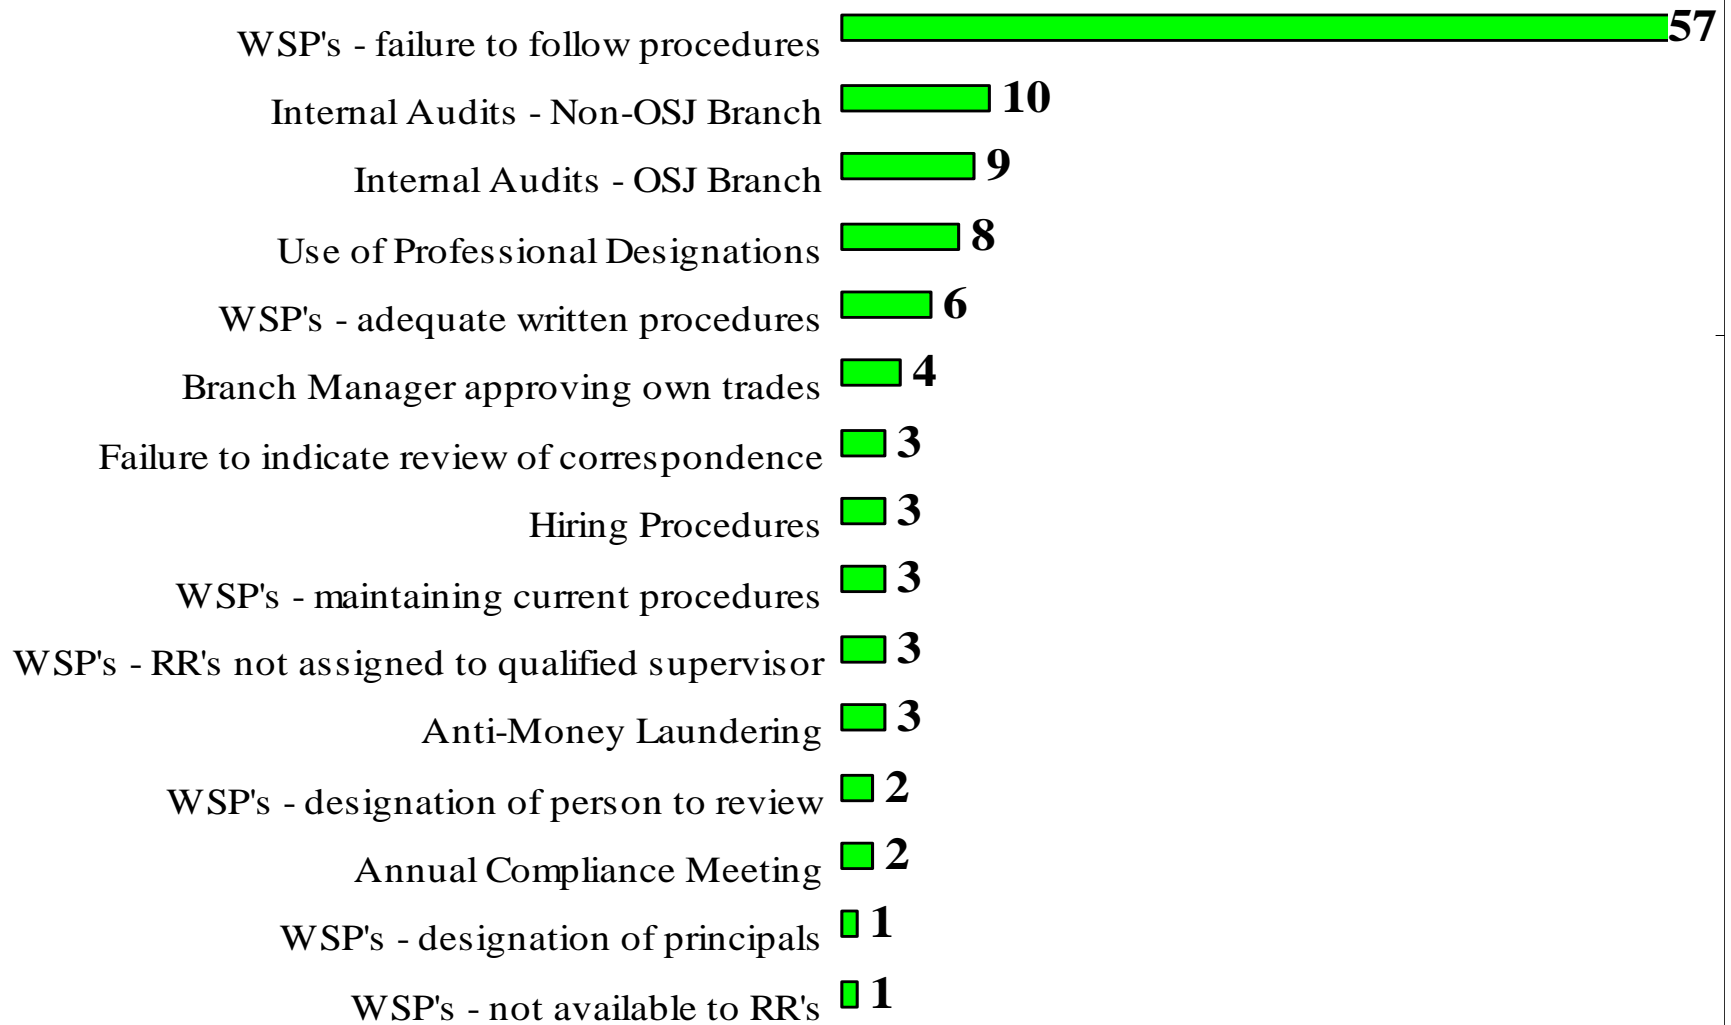 WSP's - failure to follow procedures 57
Internal Audits - Non-OSJ Branch 10
Internal Audits - OSJ Branch 9
Use of Professional Designations 8
WSP's - adequate written procedures 6
Branch Manager approving own trades 4
Failure to indicate review of correspondence 3
Hiring Procedures 3
WSP's - maintaining current procedures 3
WSP's - RR's not assigned to qualified supervisor 3
Anti-Money Laundering 3
WSP's - designation of person to review 2
Annual Compliance Meeting 2
WSP's - designation of principals 1
WSP's - not available to RR's 1